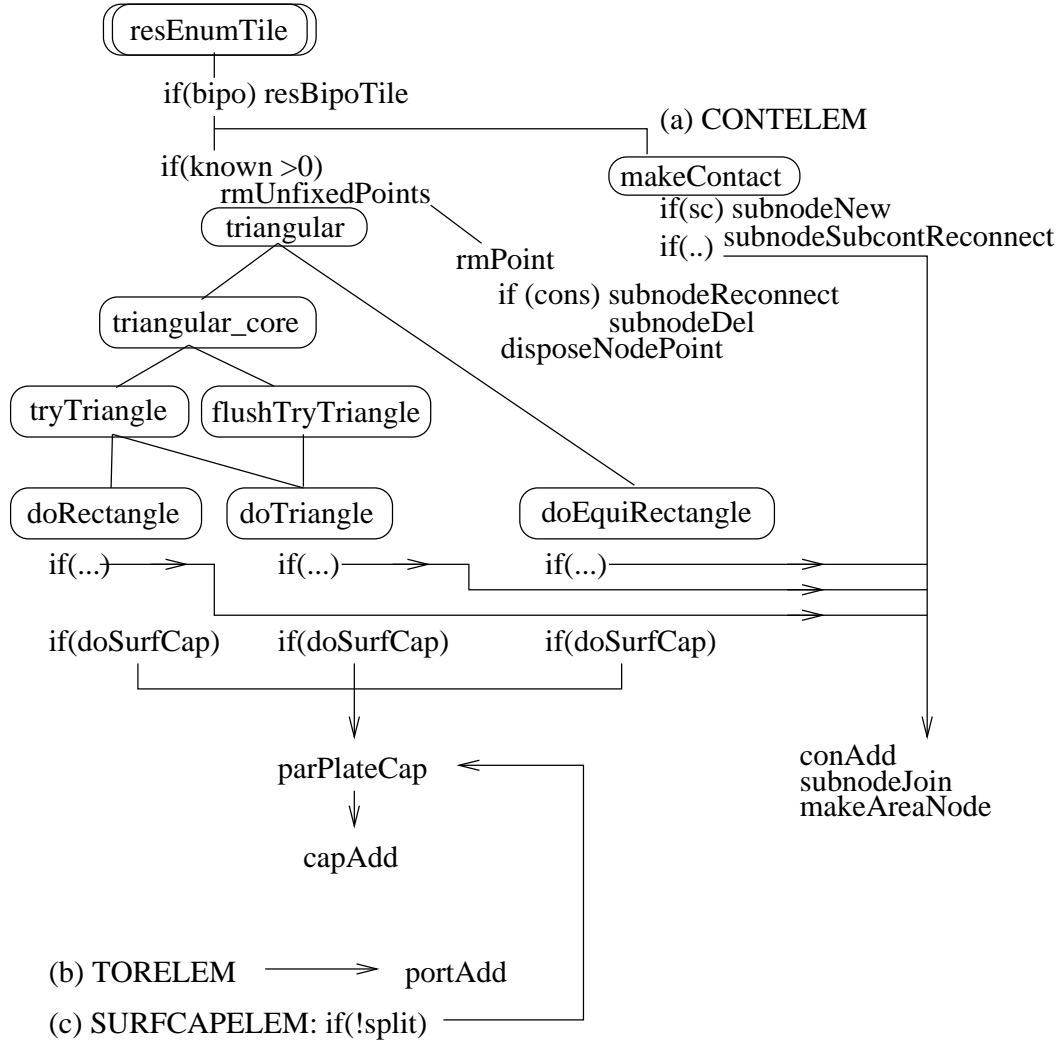 resEnumTile
if(bipo) resBipoTile
(a) CONTELEM
if(known >0)
makeContact
rmUnfixedPoints
if(sc) subnodeNew
triangular
if(..) subnodeSubcontReconnect
rmPoint
if (cons) subnodeReconnect
subnodeDel
triangular_core
disposeNodePoint
tryTriangle
flushTryTriangle
doRectangle
doTriangle
doEquiRectangle
if(...)
if(...)
if(...)
if(doSurfCap)
if(doSurfCap)
if(doSurfCap)
parPlateCap
conAdd
subnodeJoin
makeAreaNode
capAdd
(b) TORELEM
portAdd
(c) SURFCAPELEM: if(!split)